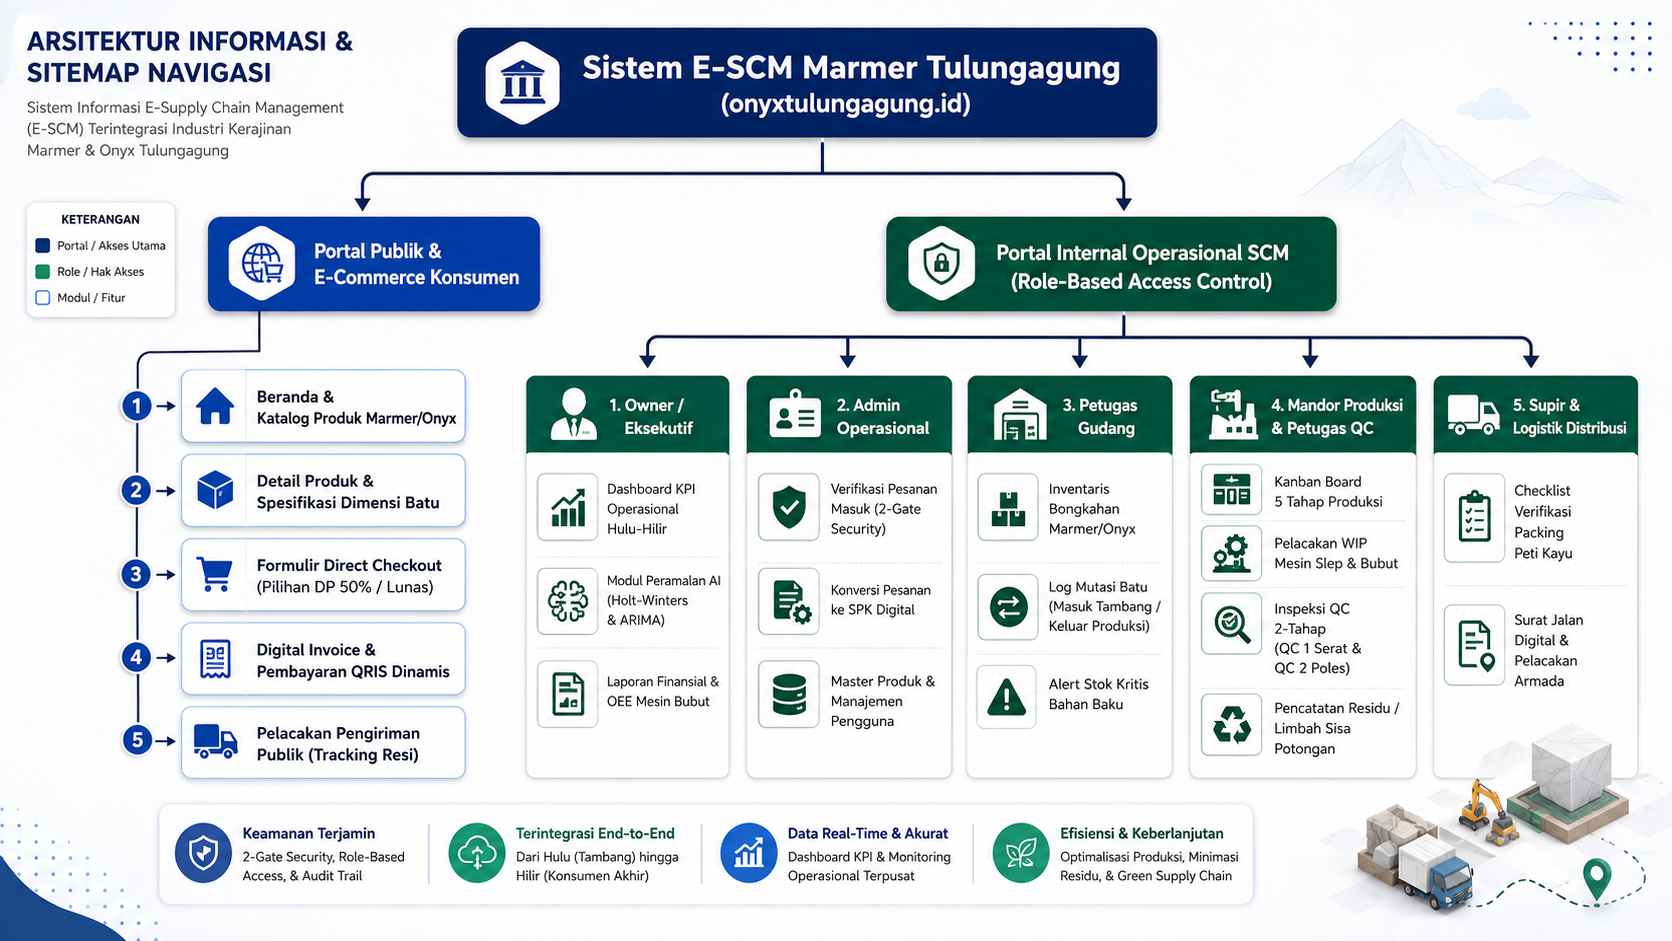 ARSITEKTUR INFORMASI &
SITEMAP NAVIGASI
Sistem Informasi E-Supply Chain Management
(E-SCM) Terintegrasi Industri Kerajinan
Marmer & Onyx Tulungagung
Sistem E-SCM Marmer Tulungagung
(onyxtulungagung.id)
KETERANGAN
Portal / Akses Utama
Role / Hak Akses
Modul / Fitur
Portal Publik &
E-Commerce Konsumen
Portal Internal Operasional SCM
(Role-Based Access Control)
1
Beranda &
Katalog Produk Marmer/Onyx
2
Detail Produk &
Spesifikasi Dimensi Batu
3
Formulir Direct Checkout
(Pilihan DP 50% / Lunas)
4
Digital Invoice &
Pembayaran QRIS Dinamis
5
Pelacakan Pengiriman
Publik (Tracking Resi)
1. Owner /
Eksekutif
Dashboard KPI
Operasional
Hulu-Hilir
Modul Peramalan AI
(Holt-Winters
& ARIMA)
Laporan Finansial &
OEE Mesin Bubut
2. Admin
Operasional
Verifikasi Pesanan
Masuk (2-Gate
Security)
Konversi Pesanan
ke SPK Digital
Master Produk &
Manajemen
Pengguna
3. Petugas
Gudang
Inventaris
Bongkahan
Marmer/Onyx
Log Mutasi Batu
(Masuk Tambang /
Keluar Produksi)
Alert Stok Kritis
Bahan Baku
4. Mandor Produksi
& Petugas QC
Kanban Board
5 Tahap Produksi
Pelacakan WIP
Mesin Slep & Bubut
Inspeksi QC
2-Tahap
(QC 1 Serat &
QC 2 Poles)
Pencatatan Residu /
Limbah Sisa
Potongan
5. Supir &
Logistik Distribusi
Checklist
Verifikasi
Packing
Peti Kayu
Surat Jalan
Digital &
Pelacakan
Armada
Keamanan Terjamin
2-Gate Security, Role-Based
Access, & Audit Trail
Terintegrasi End-to-End
Dari Hulu (Tambang) hingga
Hilir (Konsumen Akhir)
Data Real-Time & Akurat
Dashboard KPI & Monitoring
Operasional Terpusat
Efisiensi & Keberlanjutan
Optimalisasi Produksi, Minimasi
Residu, & Green Supply Chain